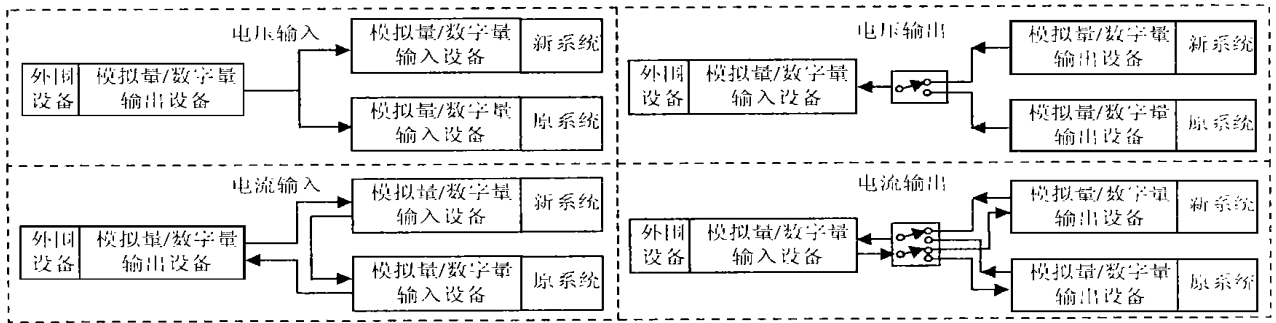 电压输入
模拟量/数字量
输入设备
新系统
外围
设备
模拟量/数字量
输出设备
模拟量/数字量
输入设备
原系统
电压输出
模拟量/数字量
输出设备
新系统
外围
设备
模拟量/数字量
输入设备
模拟量/数字量
输出设备
原系统
电流输入
模拟量/数字量
输入设备
新系统
外围
设备
模拟量/数字量
输出设备
模拟量/数字量
输入设备
原系统
电流输出
模拟量/数字量
输出设备
新系统
外围
设备
模拟量/数字量
输入设备
模拟量/数字量
输出设备
原系统